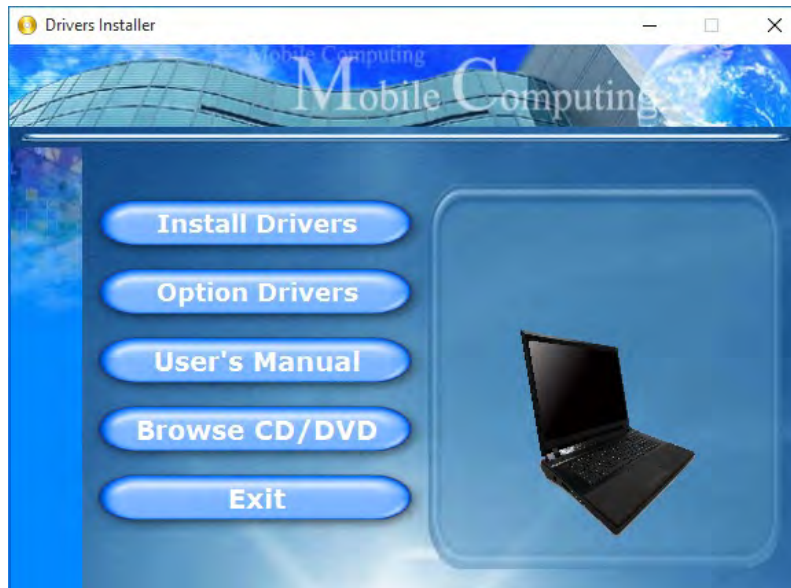 Drivers Installer
Mobile Computing
Mobile Computing
Install Drivers
Option Drivers
User's Manual
Browse CD/DVD
Exit